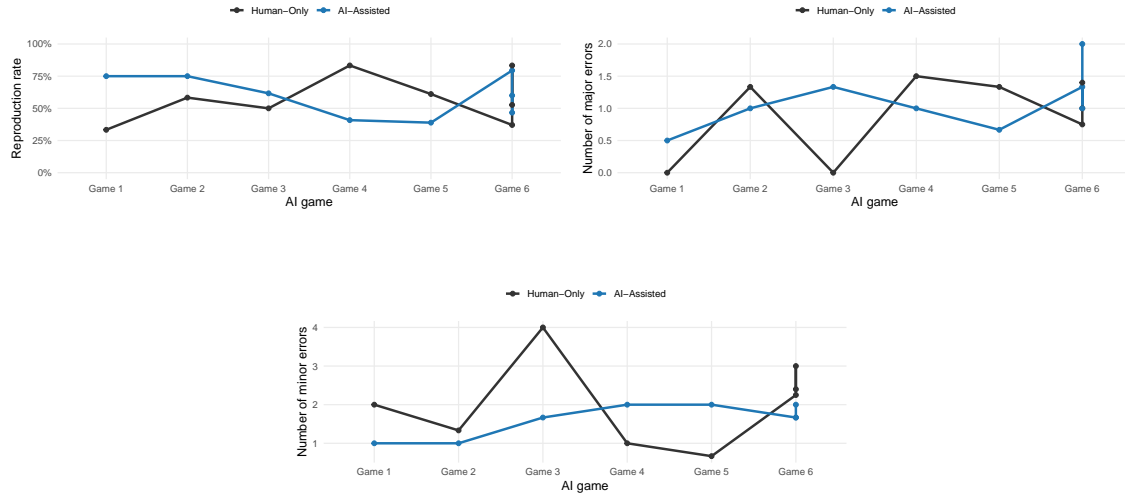 Human−Only AI−Assisted
Reproduction rate
100%
75%
50%
25%
0%
Game 1 Game 2 Game 3 Game 4 Game 5 Game 6
AI game
Human−Only AI−Assisted
Number of major errors
2.0
1.5
1.0
0.5
0.0
Game 1 Game 2 Game 3 Game 4 Game 5 Game 6
AI game
Human−Only AI−Assisted
Number of minor errors
4
3
2
1
Game 1 Game 2 Game 3 Game 4 Game 5 Game 6
AI game